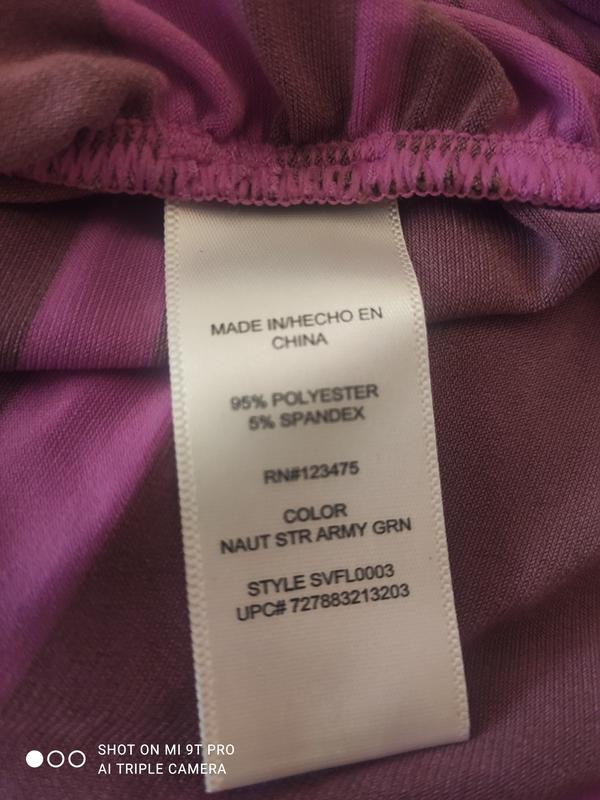 MADE IN/HECHO EN
CHINA
95% POLYESTER
5% SPANDEX
RN#123475
COLOR
NAUT STR ARMY GRN
STYLE SVFL0003
UPC# 727883213203
SHOT ON MI 9T PRO
AI TRIPLE CAMERA